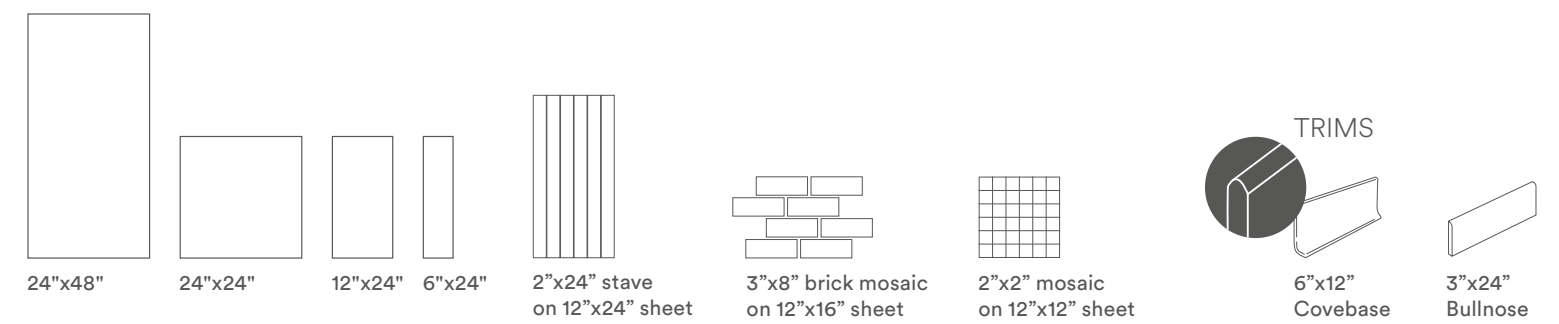 TRIMS
24"x48"
24"x24"
12"x24"
6"x24"
2”x24” stave
on 12”x24” sheet
3”x8” brick mosaic
on 12”x16” sheet
2”x2” mosaic
on 12”x12” sheet
6”x12”
Covebase
3”x24”
Bullnose